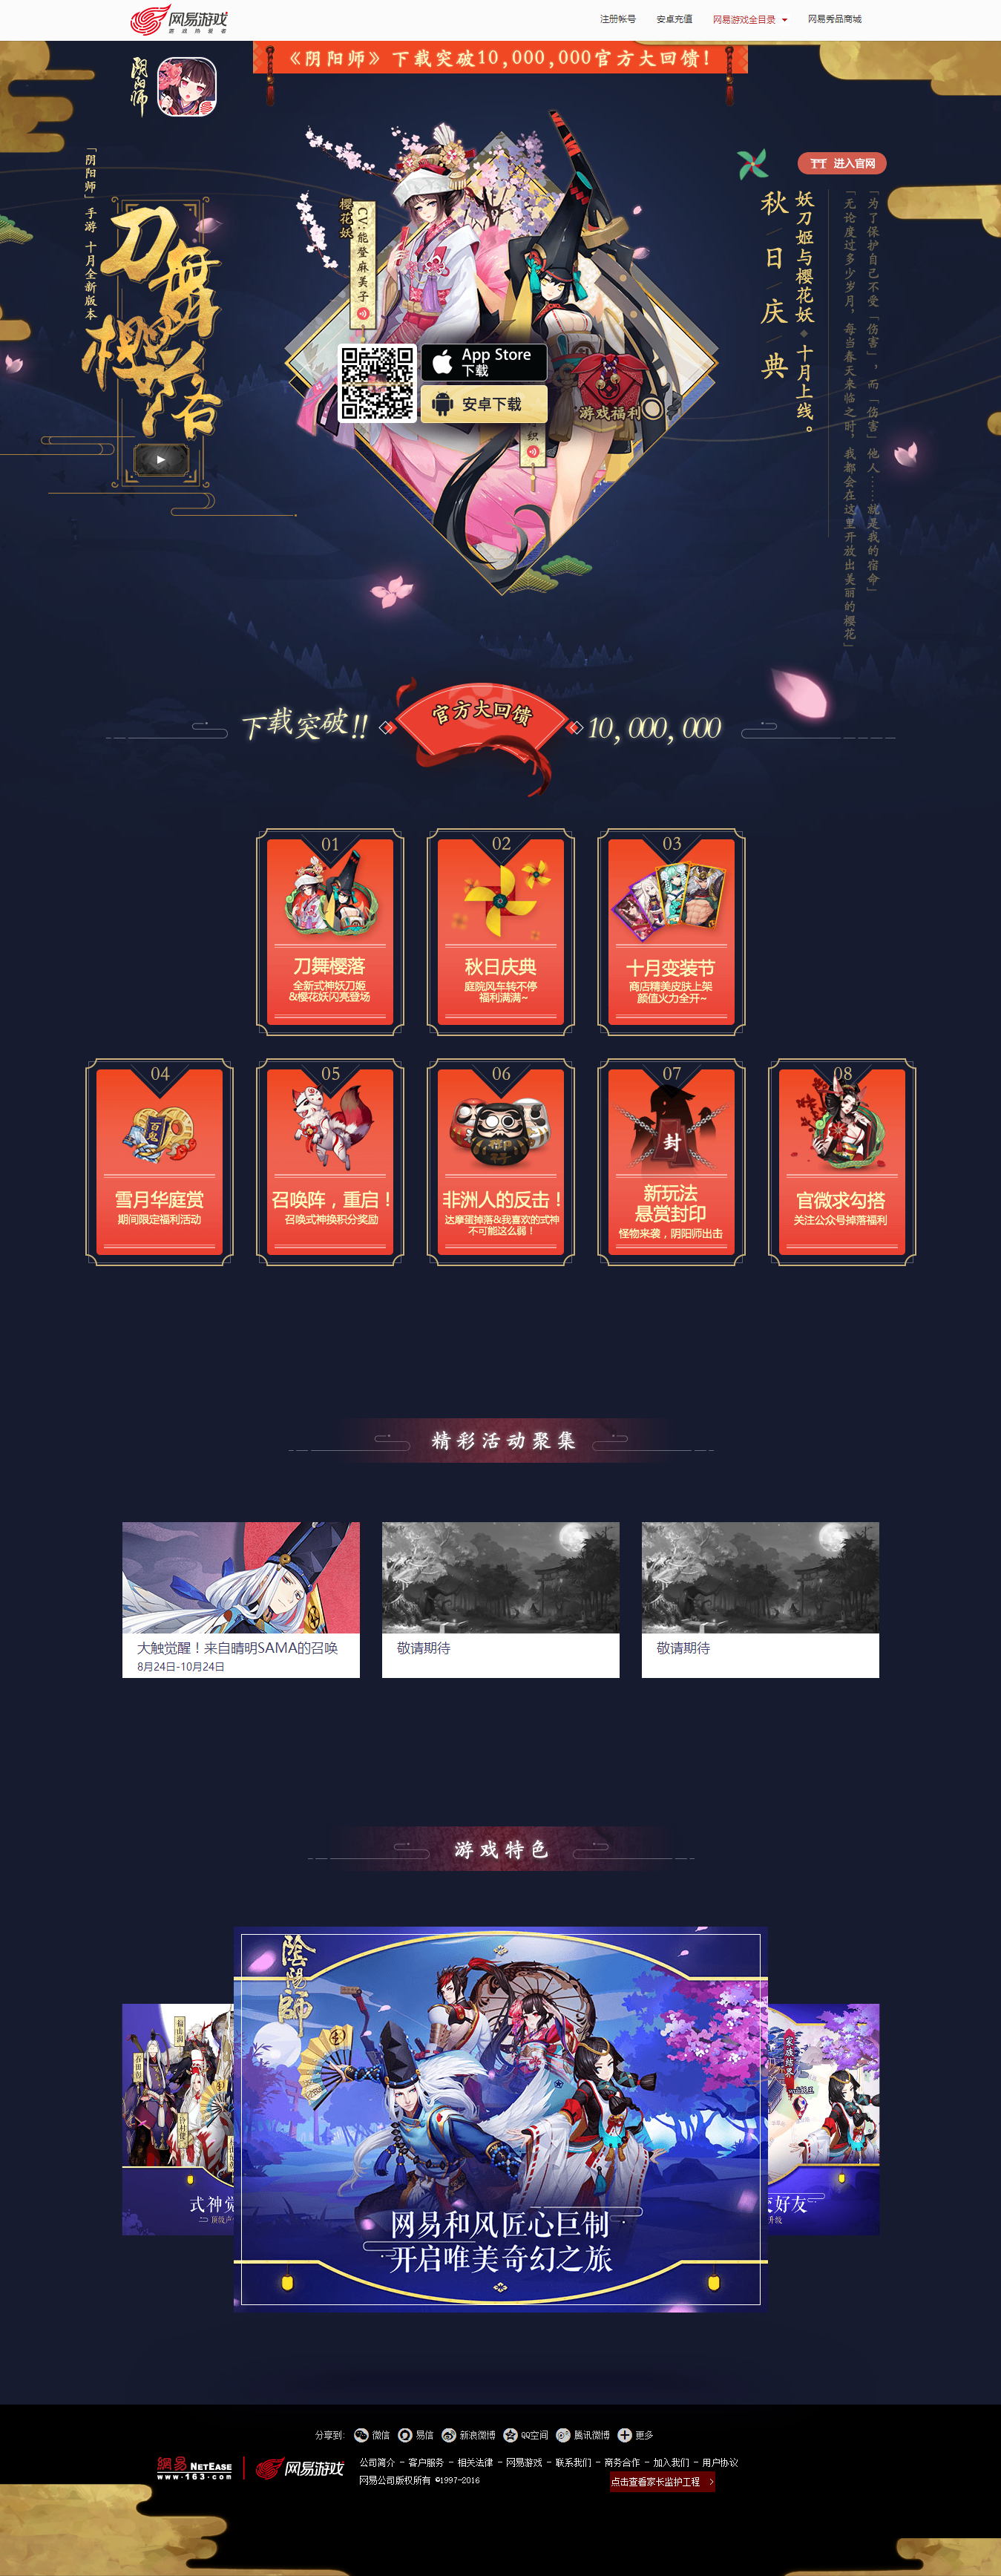 网易游戏
游戏热爱者
注册帐号
安卓充值
网易游戏全目录
网易秀品商城
《阴阳师》下载突破10,000,000官方大回馈!
阴阳师
「阴阳师」手游 十月全新版本
刀舞樱落
樱花妖
CV:能登麻美子
App Store
下载
安卓下载
游戏福利
织
进入官网
秋日庆典
妖刀姬与樱花妖◆十月上线。
「为了保护自己不受「伤害」，而「伤害」他人……就是我的宿命」
「无论度过多少岁月，每当春天来临之时，我都会在这里开放出美丽的樱花」
下载突破!!
官方大回馈
10,000,000
01
刀舞樱落
全新式神妖刀姬
&樱花妖闪亮登场
02
秋日庆典
庭院风车转不停
福利满满~
03
十月变装节
商店精美皮肤上架
颜值火力全开~
04
百鬼
雪月华庭赏
期间限定福利活动
05
召唤阵，重启！
召唤式神换积分奖励
06
非洲人的反击！
达摩蛋掉落&我喜欢的式神
不可能这么弱！
07
封
新玩法
悬赏封印
怪物来袭，阴阳师出击
08
官微求勾搭
关注公众号掉落福利
精彩活动聚集
大触觉醒！来自晴明SAMA的召唤
8月24日-10月24日
敬请期待
敬请期待
游戏特色
陰陽師
式神觉
网易和风匠心巨制
开启唯美奇幻之旅
好友
分享到:
微信
易信
新浪微博
QQ空间
腾讯微博
更多
網易 NETEASE
www.163.com
网易游戏
公司简介 - 客户服务 - 相关法律 - 网易游戏 - 联系我们 - 商务合作 - 加入我们 - 用户协议
网易公司版权所有 ©1997-2016
点击查看家长监护工程 >